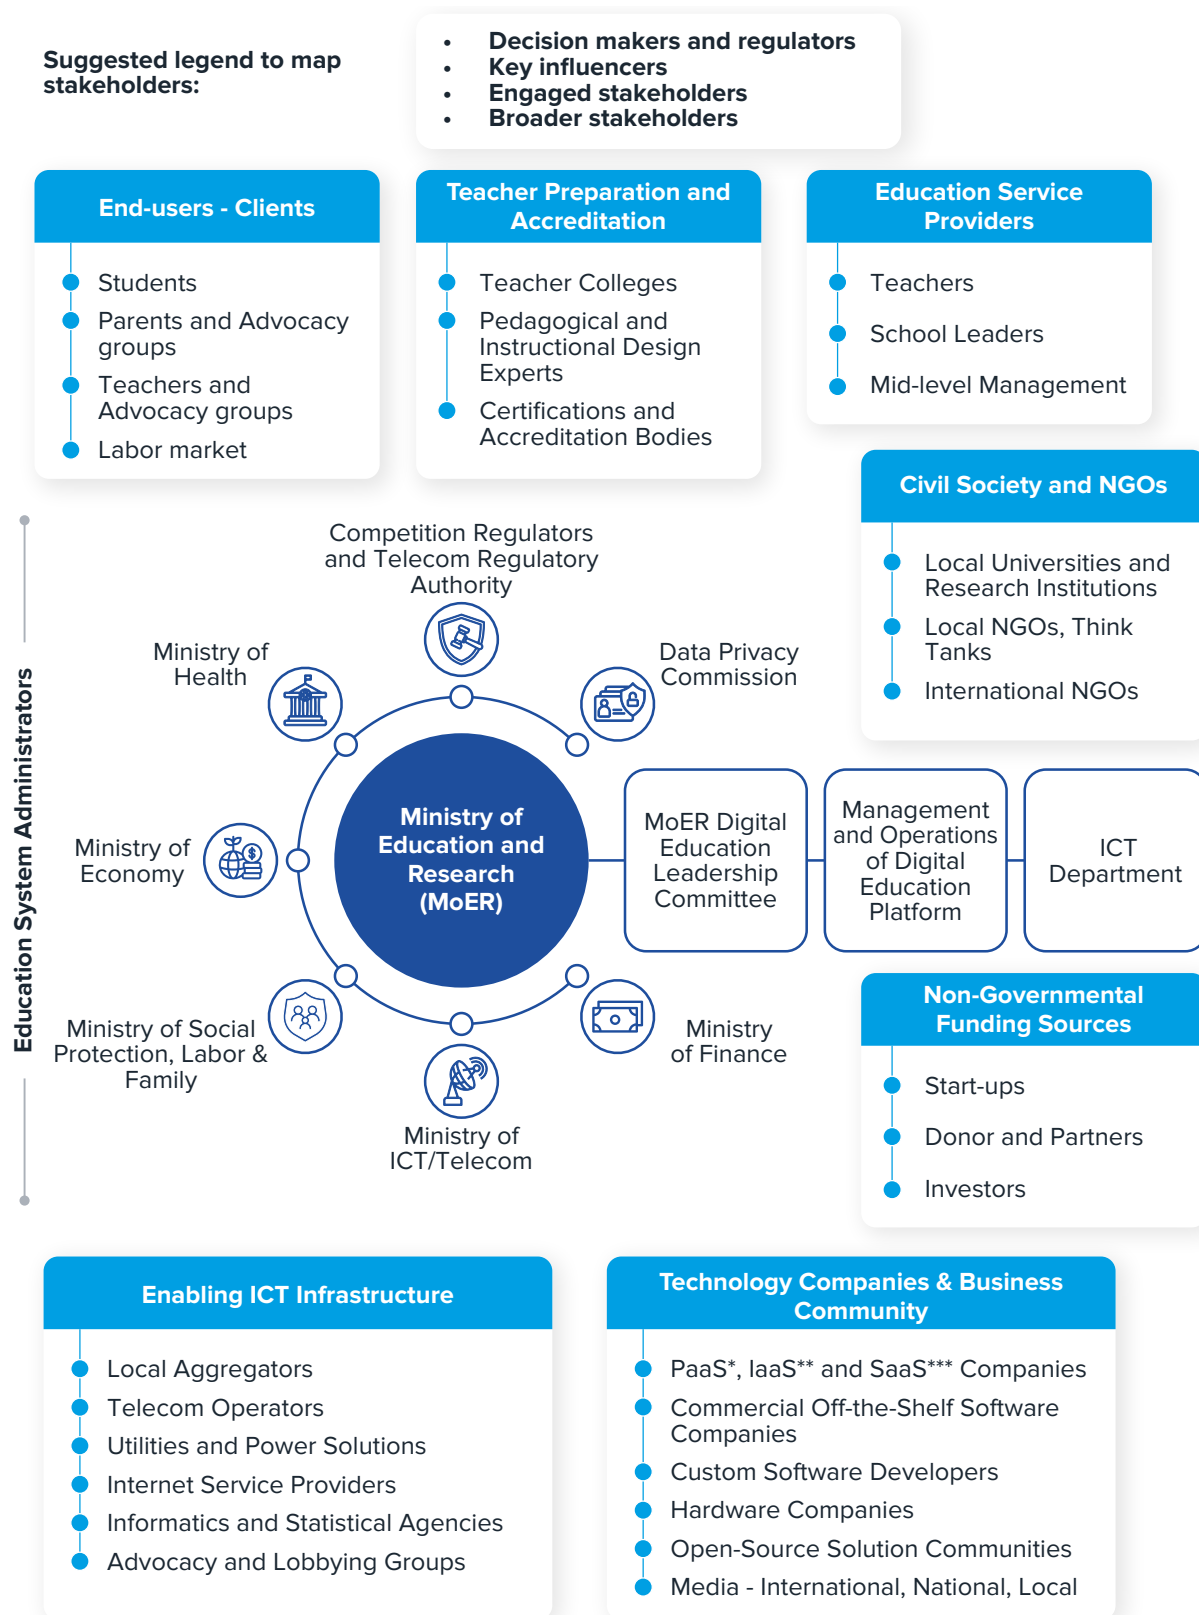 Suggested legend to map
stakeholders:
• Decision makers and regulators
• Key influencers
• Engaged stakeholders
• Broader stakeholders
End-users - Clients
Students
Parents and Advocacy
groups
Teachers and
Advocacy groups
Labor market
Teacher Preparation and
Accreditation
Teacher Colleges
Pedagogical and
Instructional Design
Experts
Certifications and
Accreditation Bodies
Education Service
Providers
Teachers
School Leaders
Mid-level Management
Civil Society and NGOs
Local Universities and
Research Institutions
Local NGOs, Think
Tanks
International NGOs
Education System Administrators
Competition Regulators
and Telecom Regulatory
Authority
Ministry of
Health
Data Privacy
Commission
Ministry of
Economy
Ministry of
Education and
Research
(MoER)
MoER Digital
Education
Leadership
Committee
Management
and Operations
of Digital
Education
Platform
ICT
Department
Ministry of Social
Protection, Labor &
Family
Ministry of
ICT/Telecom
Ministry
of Finance
Non-Governmental
Funding Sources
Start-ups
Donor and Partners
Investors
Enabling ICT Infrastructure
Local Aggregators
Telecom Operators
Utilities and Power Solutions
Internet Service Providers
Informatics and Statistical Agencies
Advocacy and Lobbying Groups
Technology Companies & Business
Community
PaaS*, IaaS** and SaaS*** Companies
Commercial Off-the-Shelf Software
Companies
Custom Software Developers
Hardware Companies
Open-Source Solution Communities
Media - International, National, Local